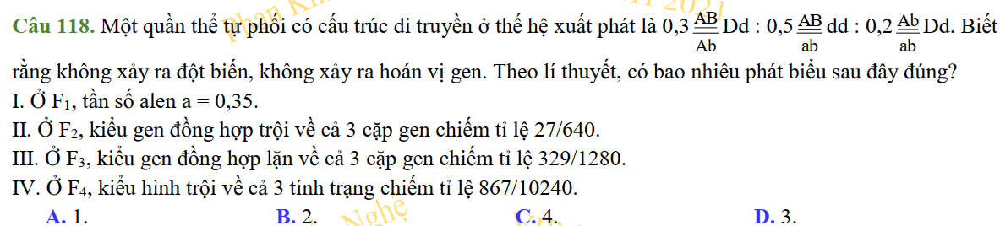 Câu 118. Một quần thể tự phối có cấu trúc di truyền ở thế hệ xuất phát là 0,3 AB/Ab Dd : 0,5 AB/ab dd : 0,2 Ab/ab Dd. Biết
rằng không xảy ra đột biến, không xảy ra hoán vị gen. Theo lí thuyết, có bao nhiêu phát biểu sau đây đúng?
I. Ở F₁, tần số alen a = 0,35.
II. Ở F₂, kiểu gen đồng hợp trội về cả 3 cặp gen chiếm tỉ lệ 27/640.
III. Ở F₃, kiểu gen đồng hợp lặn về cả 3 cặp gen chiếm tỉ lệ 329/1280.
IV. Ở F₄, kiểu hình trội về cả 3 tính trạng chiếm tỉ lệ 867/10240.
A. 1. B. 2. C. 4. D. 3.
Nghệ